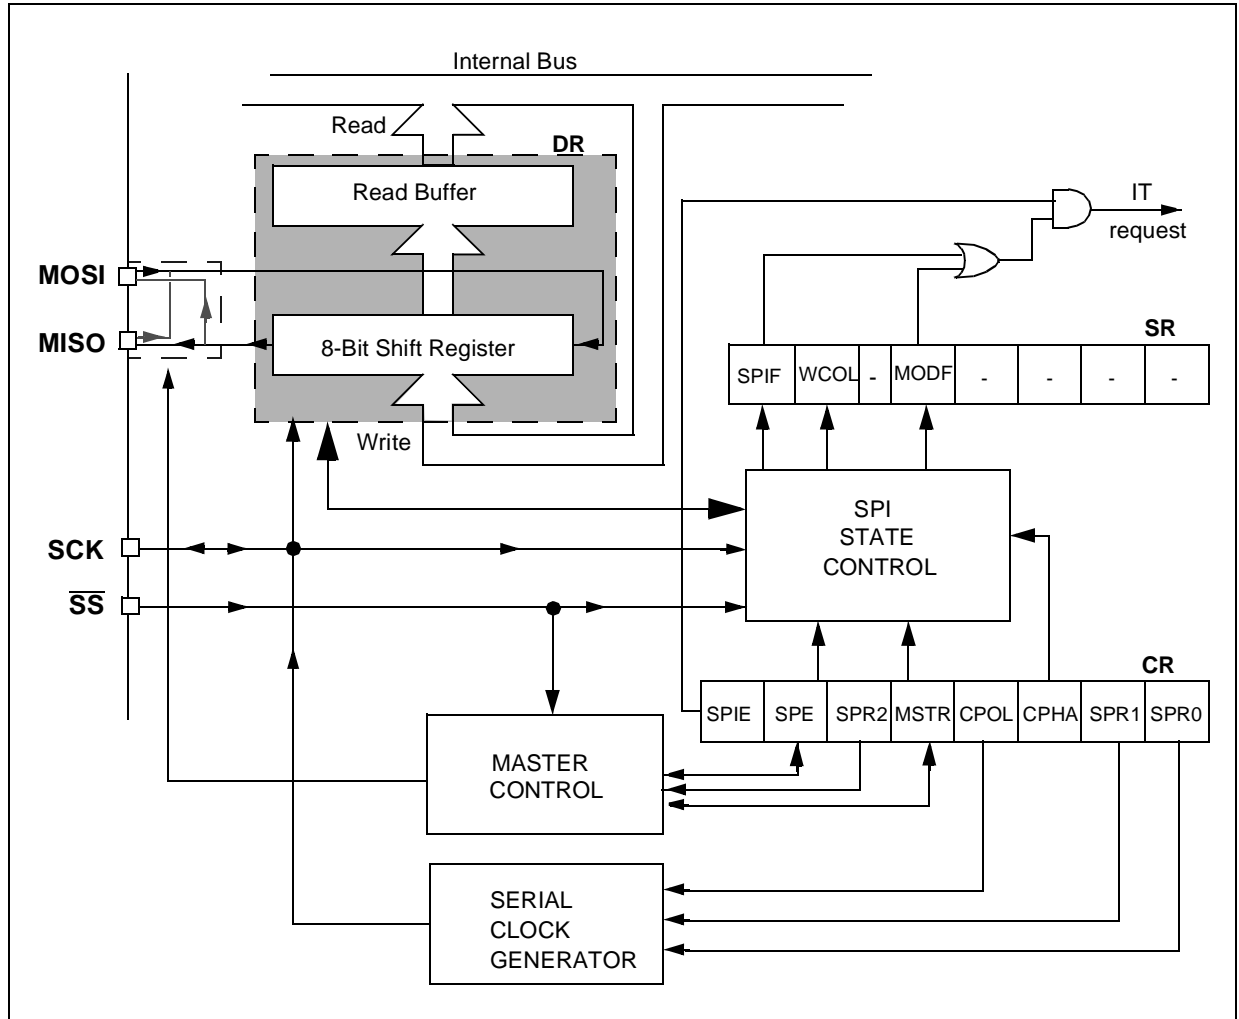 Internal Bus
Read
DR
Read Buffer
IT
request
MOSI
MISO
8-Bit Shift Register
SR
SPIF WCOL - MODF - - - -
Write
SPI
STATE
CONTROL
SCK
SS
CR
SPIE SPE SPR2 MSTR CPOL CPHA SPR1 SPR0
MASTER
CONTROL
SERIAL
CLOCK
GENERATOR